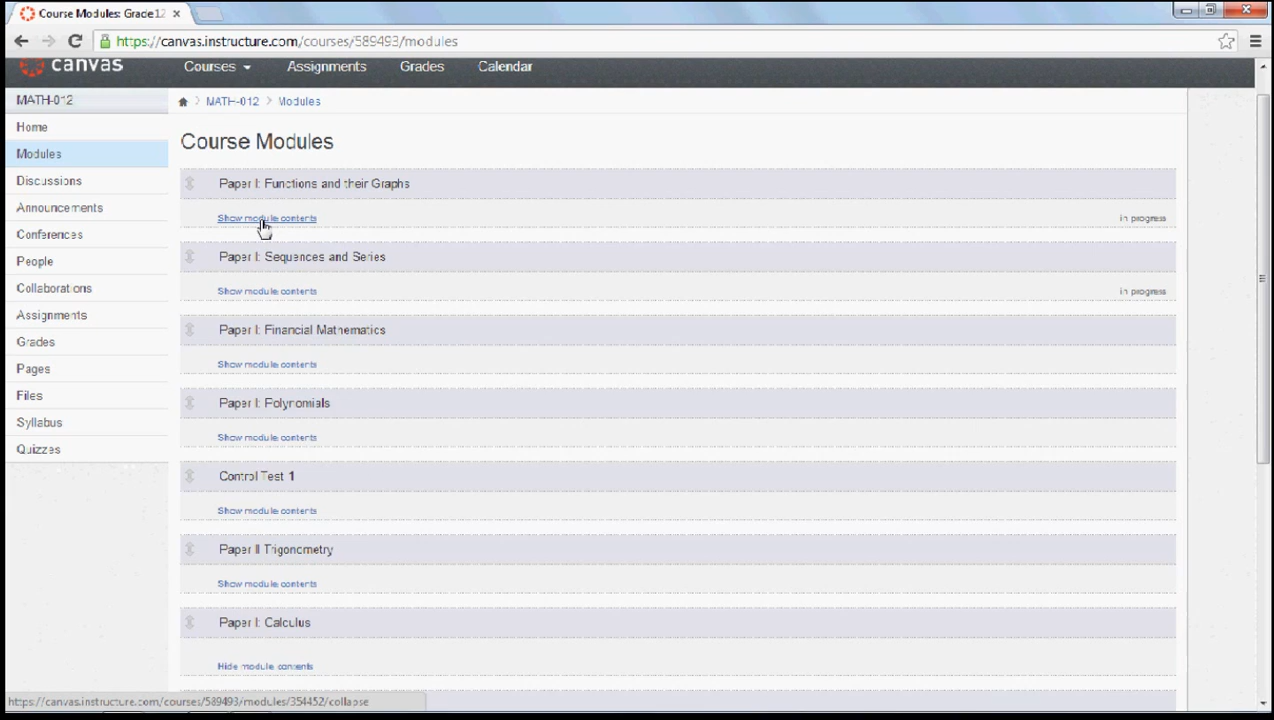 Course Modules: Grade12
https://canvas.instructure.com/courses/589493/modules
canvas
Courses
Assignments
Grades
Calendar
MATH-012
MATH-012 > Modules
Home
Modules
Discussions
Announcements
Conferences
People
Collaborations
Assignments
Grades
Pages
Files
Syllabus
Quizzes
Course Modules
Paper I: Functions and their Graphs
Show module contents
in progress
Paper I: Sequences and Series
Show module contents
in progress
Paper I: Financial Mathematics
Show module contents
Paper I: Polynomials
Show module contents
Control Test 1
Show module contents
Paper II Trigonometry
Show module contents
Paper I: Calculus
Hide module contents
https://canvas.instructure.com/courses/589493/modules/354452/collapse